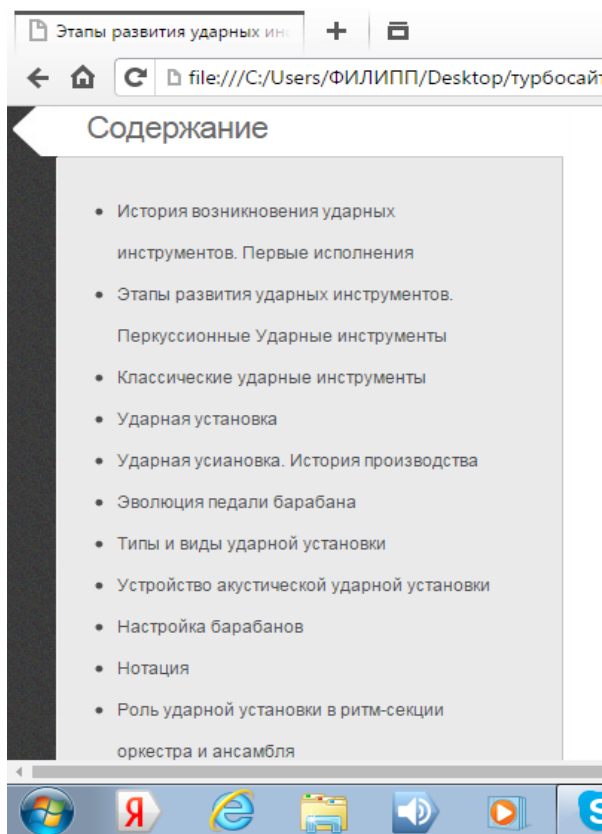 Этапы развития ударных инс
file:///C:/Users/ФИЛИПП/Desktop/турбосайт
Содержание
История возникновения ударных
инструментов. Первые исполнения
Этапы развития ударных инструментов.
Перкуссионные Ударные инструменты
Классические ударные инструменты
Ударная установка
Ударная усиановка. История производства
Эволюция педали барабана
Типы и виды ударной установки
Устройство акустической ударной установки
Настройка барабанов
Нотация
Роль ударной установки в ритм-секции
оркестра и ансамбля
Я
S